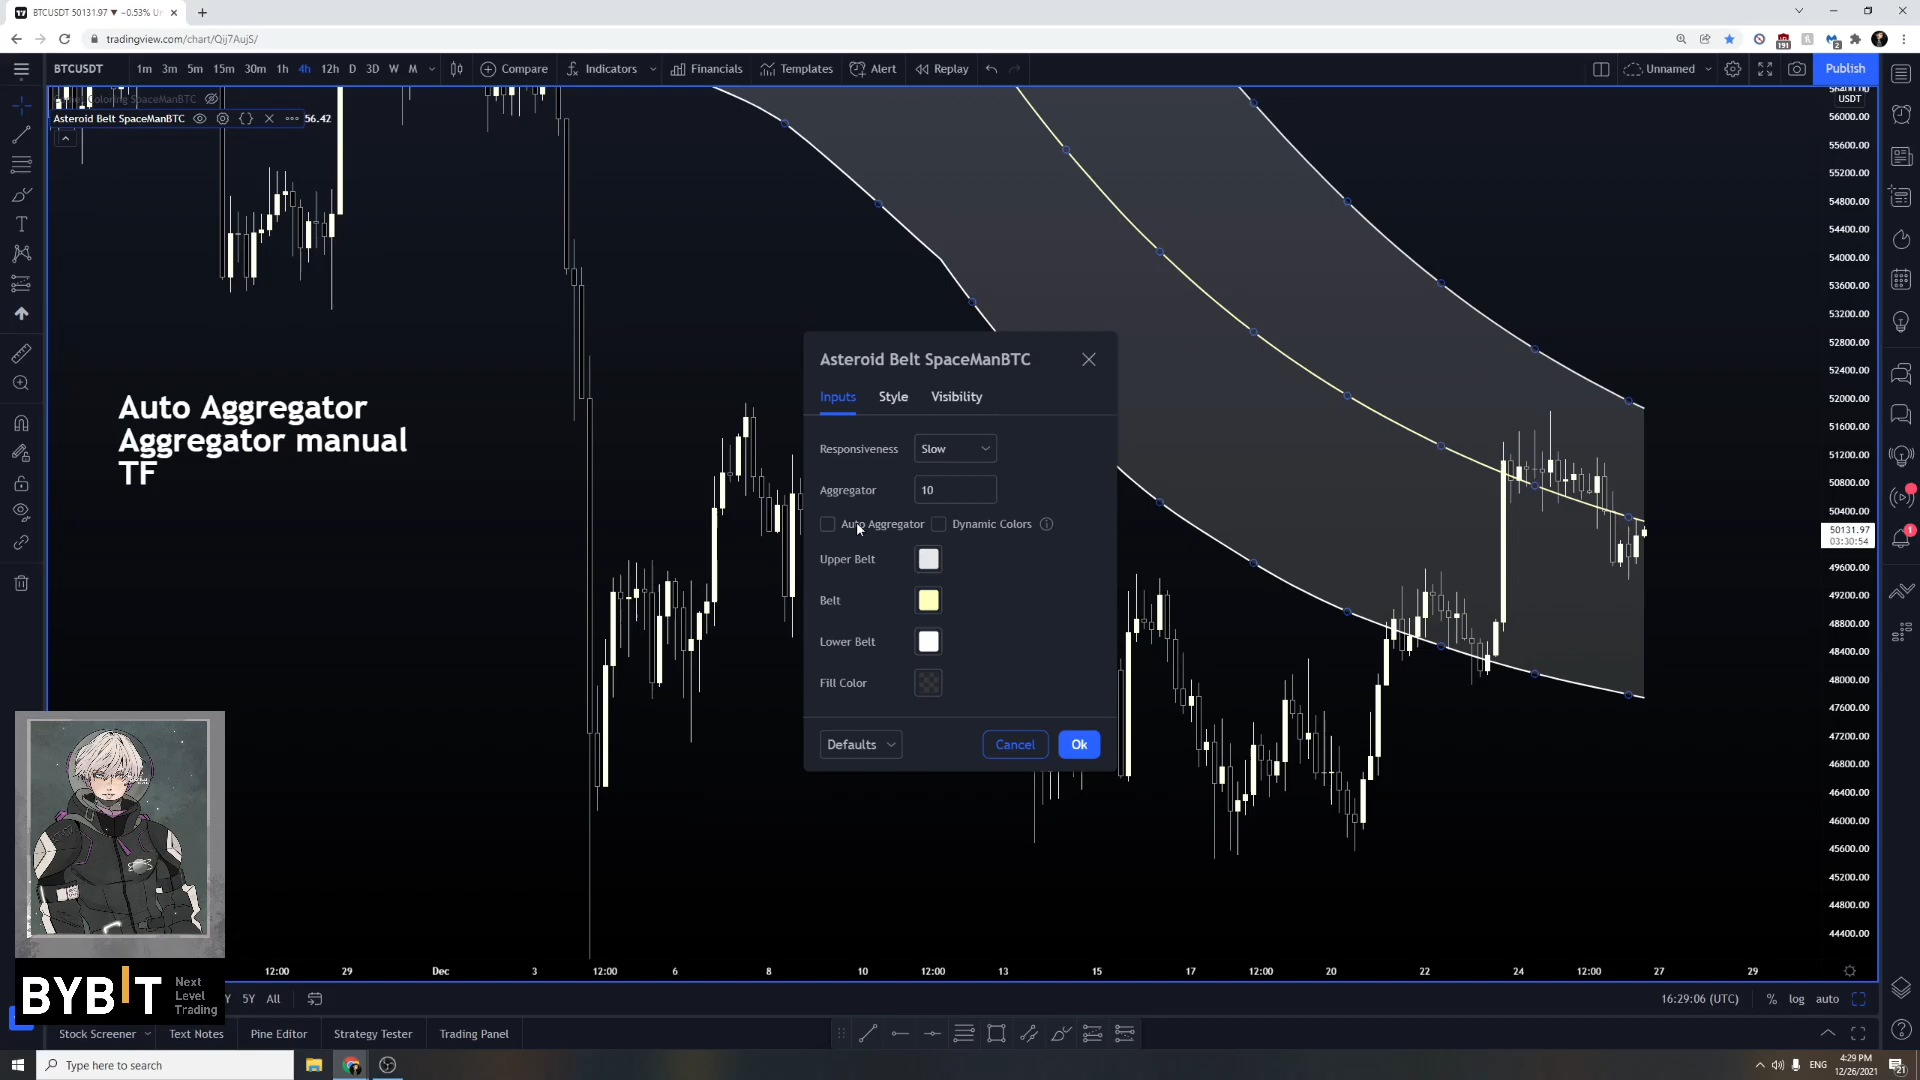 BTCUSDT 50131.97 ▼ −0.53% Un
tradingview.com/chart/Qij7AujS/
BTCUSDT 1m 3m 5m 15m 30m 1h 4h 12h D 3D W M Compare Indicators Financials Templates Alert Replay Unnamed Publish
Coloring SpaceManBTC
Asteroid Belt SpaceManBTC 56.42
USDT
56000.00
55600.00
55200.00
54800.00
54400.00
54000.00
53600.00
53200.00
52800.00
52400.00
52000.00
51600.00
51200.00
50800.00
50400.00
50131.97
03:30:54
49600.00
49200.00
48800.00
48400.00
48000.00
47600.00
47200.00
46800.00
46400.00
46000.00
45600.00
45200.00
44800.00
44400.00
Auto Aggregator
Aggregator manual
TF
Asteroid Belt SpaceManBTC
Inputs Style Visibility
Responsiveness Slow
Aggregator 10
Auto Aggregator Dynamic Colors
Upper Belt
Belt
Lower Belt
Fill Color
Defaults Cancel Ok
12:00 29 Dec 3 12:00 6 8 10 12:00 13 15 17 12:00 20 22 24 12:00 27 29
BYBIT Next
Level
Trading
Y 5Y All 16:29:06 (UTC) % log auto
Stock Screener Text Notes Pine Editor Strategy Tester Trading Panel
Type here to search ENG 4:29 PM
12/26/2021
191
2
1
21